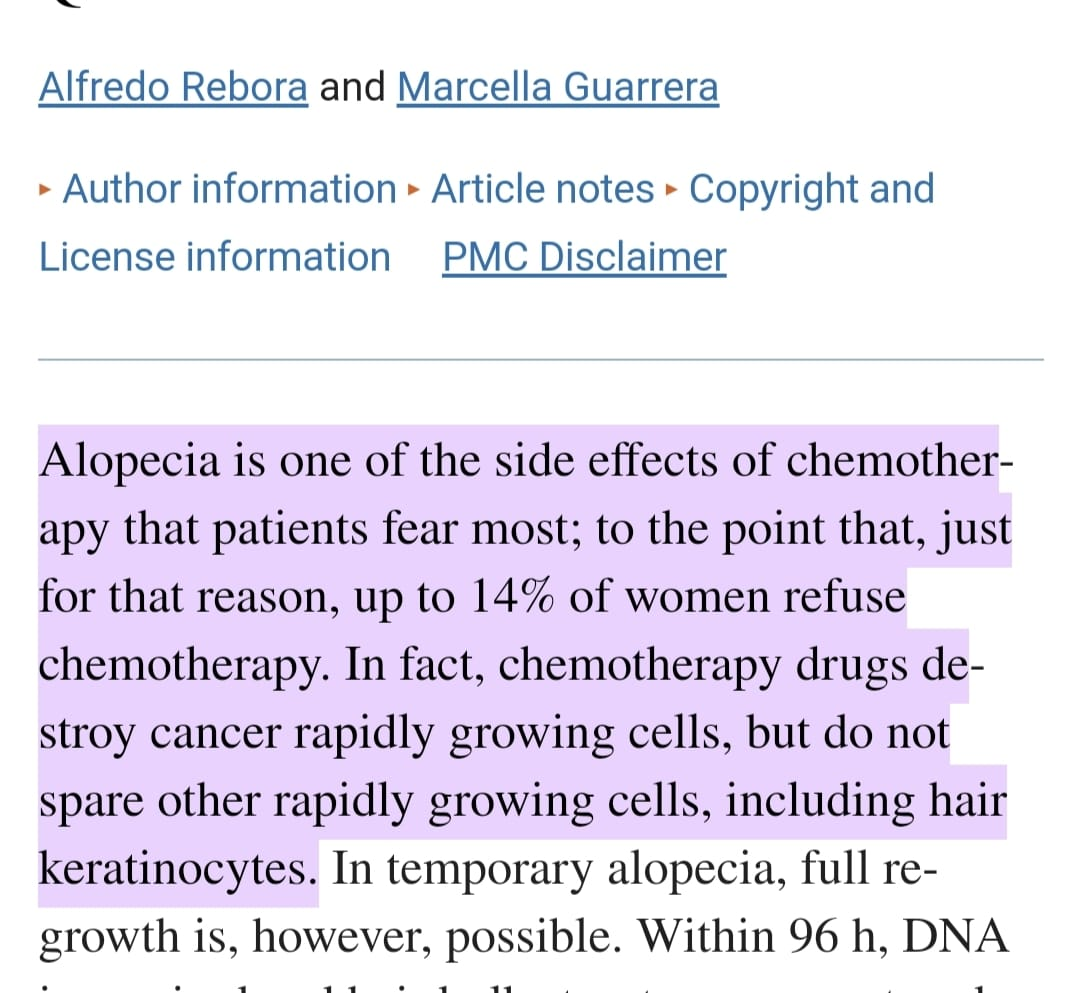 Alfredo Rebora and Marcella Guarrera
▸ Author information ▸ Article notes ▸ Copyright and
License information PMC Disclaimer
Alopecia is one of the side effects of chemother-
apy that patients fear most; to the point that, just
for that reason, up to 14% of women refuse
chemotherapy. In fact, chemotherapy drugs de-
stroy cancer rapidly growing cells, but do not
spare other rapidly growing cells, including hair
keratinocytes. In temporary alopecia, full re-
growth is, however, possible. Within 96 h, DNA